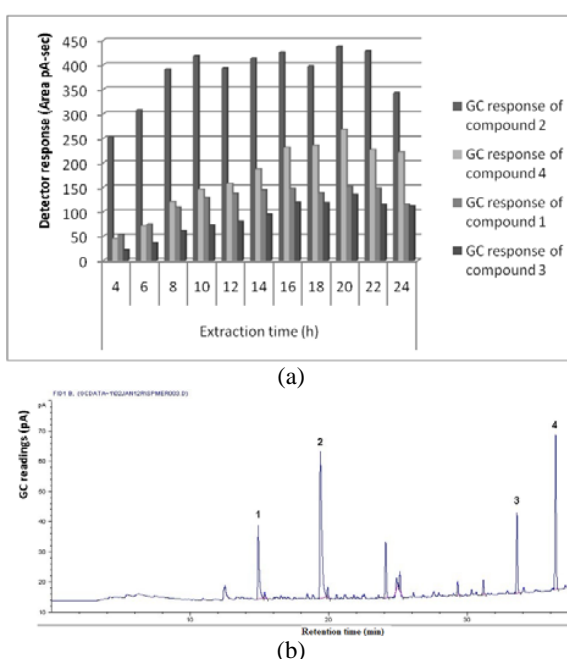 450
400
350
300
250
200
150
100
50
0
Detector response (Area pA-sec)
4 6 8 10 12 14 16 18 20 22 24
Extraction time (h)
GC response of
compound 2
GC response of
compound 4
GC response of
compound 1
GC response of
compound 3
(a)
pA
70
60
50
40
30
20
10
GC readings (pA)
1
2
3
4
10 20 30
Retention time (min)
(b)